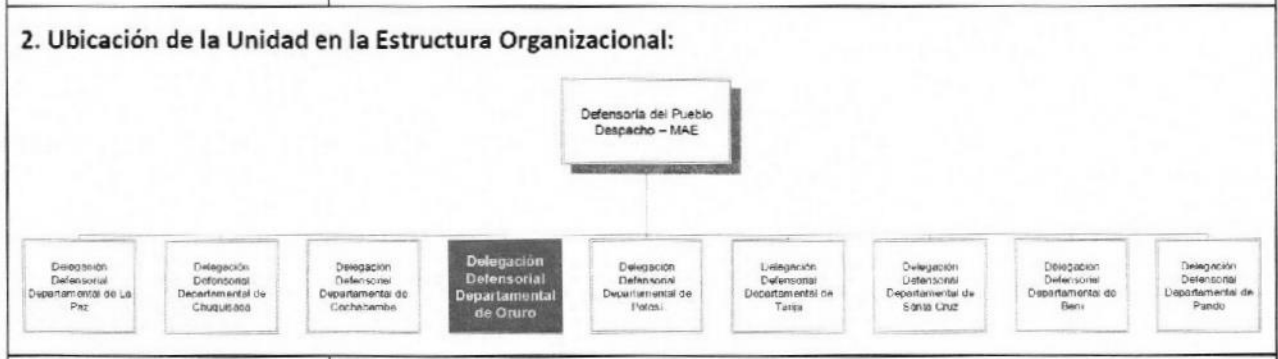 2. Ubicación de la Unidad en la Estructura Organizacional:
Defensoría del Pueblo
Despacho – MAE
Delegación
Defensorial
Departamental de La
Paz
Delegación
Defensorial
Departamental de
Chuquisaca
Delegación
Defensorial
Departamental de
Cochabamba
Delegación
Defensorial
Departamental
de Oruro
Delegación
Defensorial
Departamental de
Potosí
Delegación
Defensorial
Departamental de
Tarija
Delegación
Defensorial
Departamental de
Santa Cruz
Delegación
Defensorial
Departamental de
Beni
Delegación
Defensorial
Departamental de
Pando